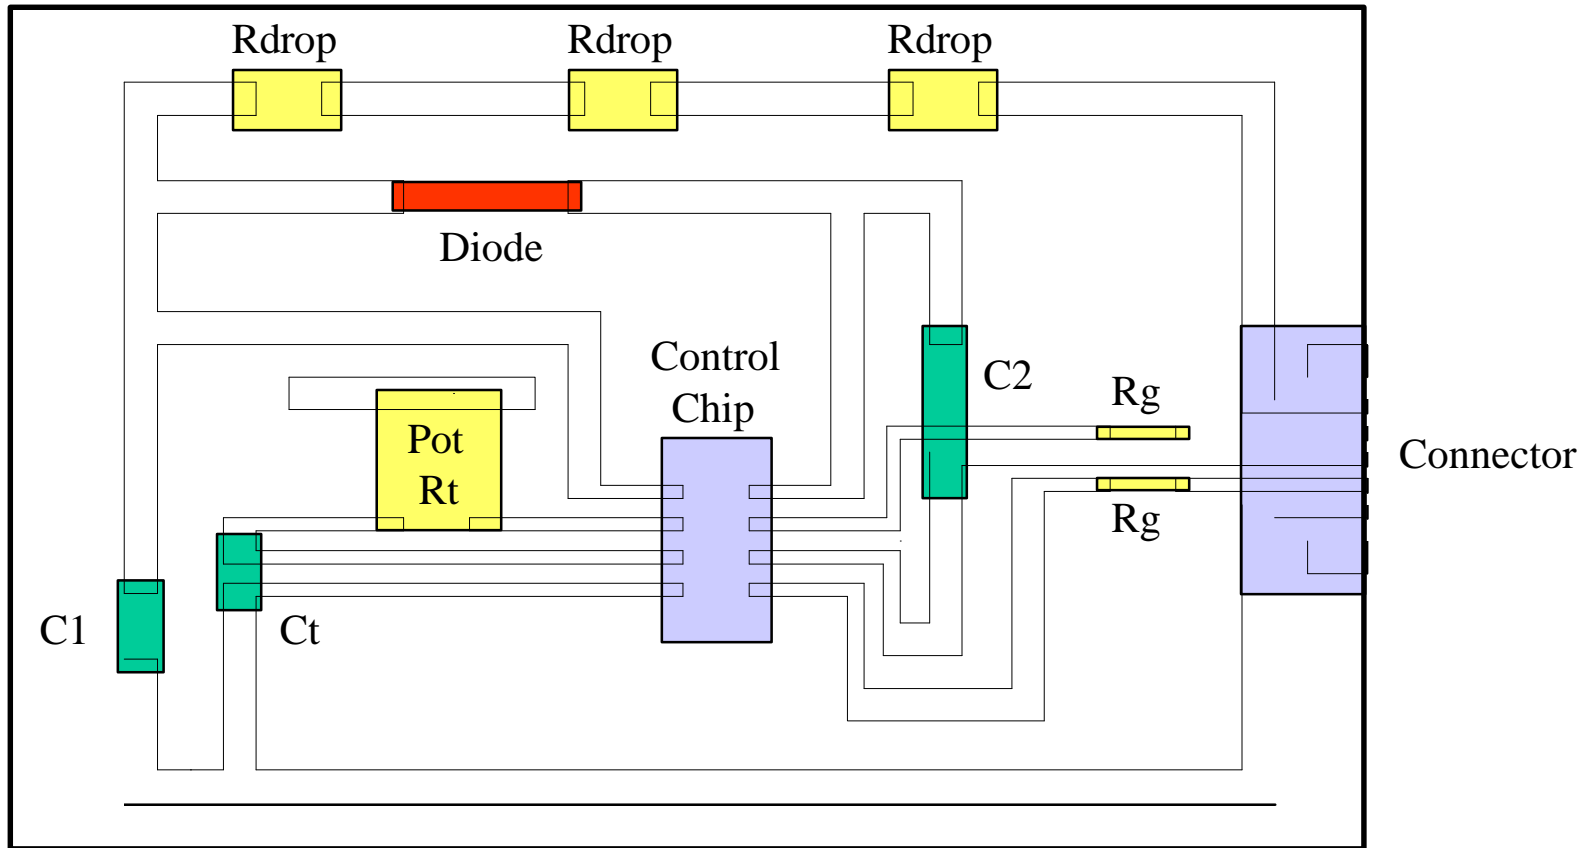 Rdrop
Rdrop
Rdrop
Diode
Control
Chip
C2
Rg
Pot
Rt
Connector
Rg
C1
Ct